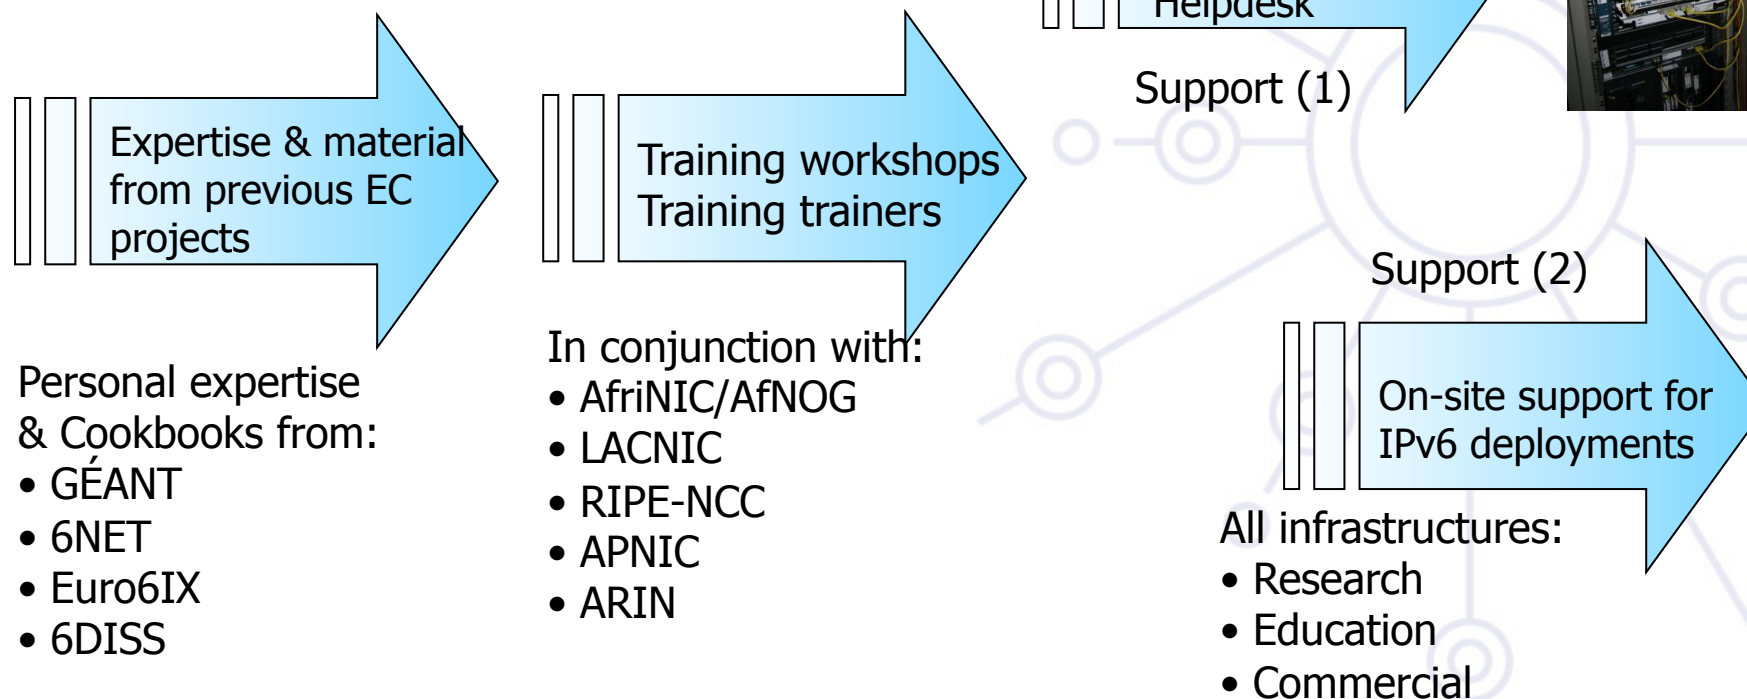 Expertise & material
from previous EC
projects
Personal expertise
& Cookbooks from:
• GÉANT
• 6NET
• Euro6IX
• 6DISS
Training workshops
Training trainers
In conjunction with:
• AfriNIC/AfNOG
• LACNIC
• RIPE-NCC
• APNIC
• ARIN
Helpdesk
Support (1)
Support (2)
On-site support for
IPv6 deployments
All infrastructures:
• Research
• Education
• Commercial